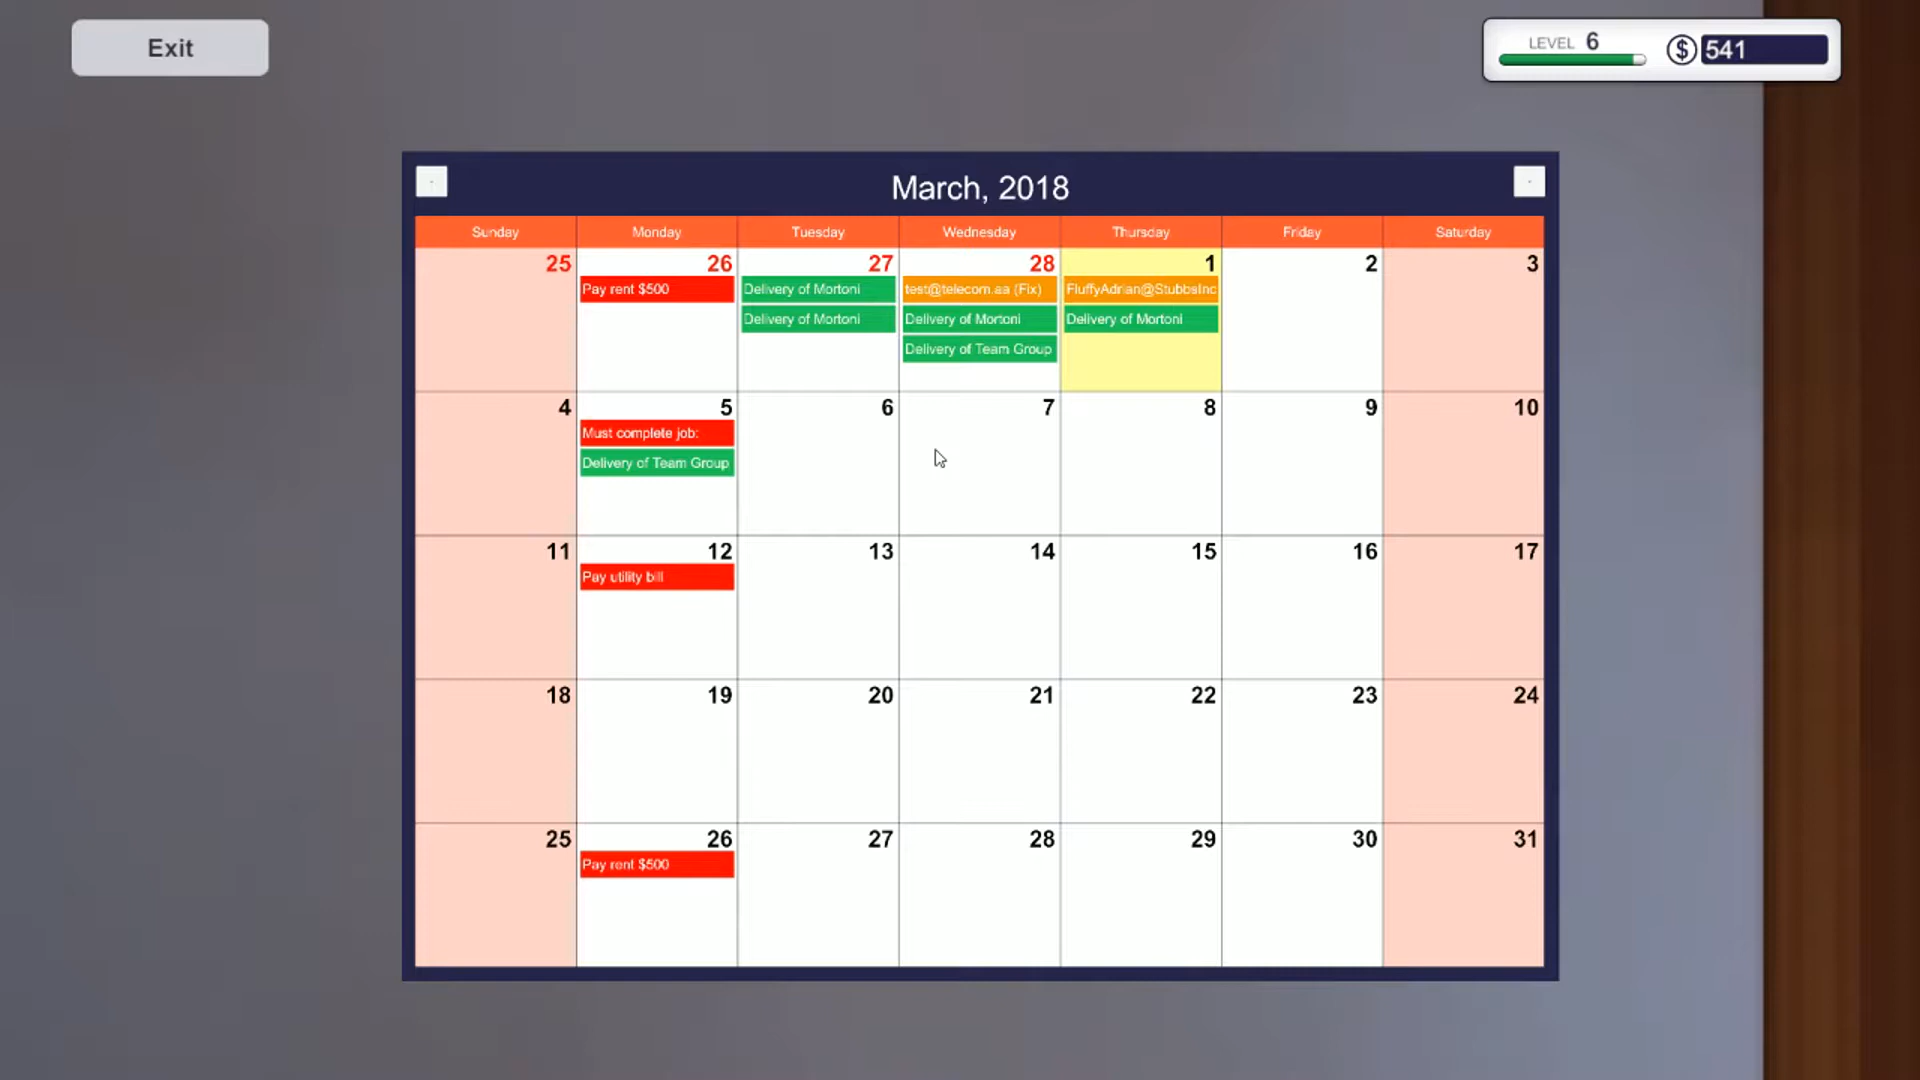 Exit
LEVEL 6
$ 541
March, 2018
Sunday Monday Tuesday Wednesday Thursday Friday Saturday
25 26 27 28 1 2 3
Pay rent $500 Delivery of Mortoni test@telecom.aa (Fix) FluffyAdrian@StubbsInc
Delivery of Mortoni Delivery of Mortoni Delivery of Mortoni
Delivery of Team Group
4 5 6 7 8 9 10
Must complete job:
Delivery of Team Group
11 12 13 14 15 16 17
Pay utility bill
18 19 20 21 22 23 24
25 26 27 28 29 30 31
Pay rent $500